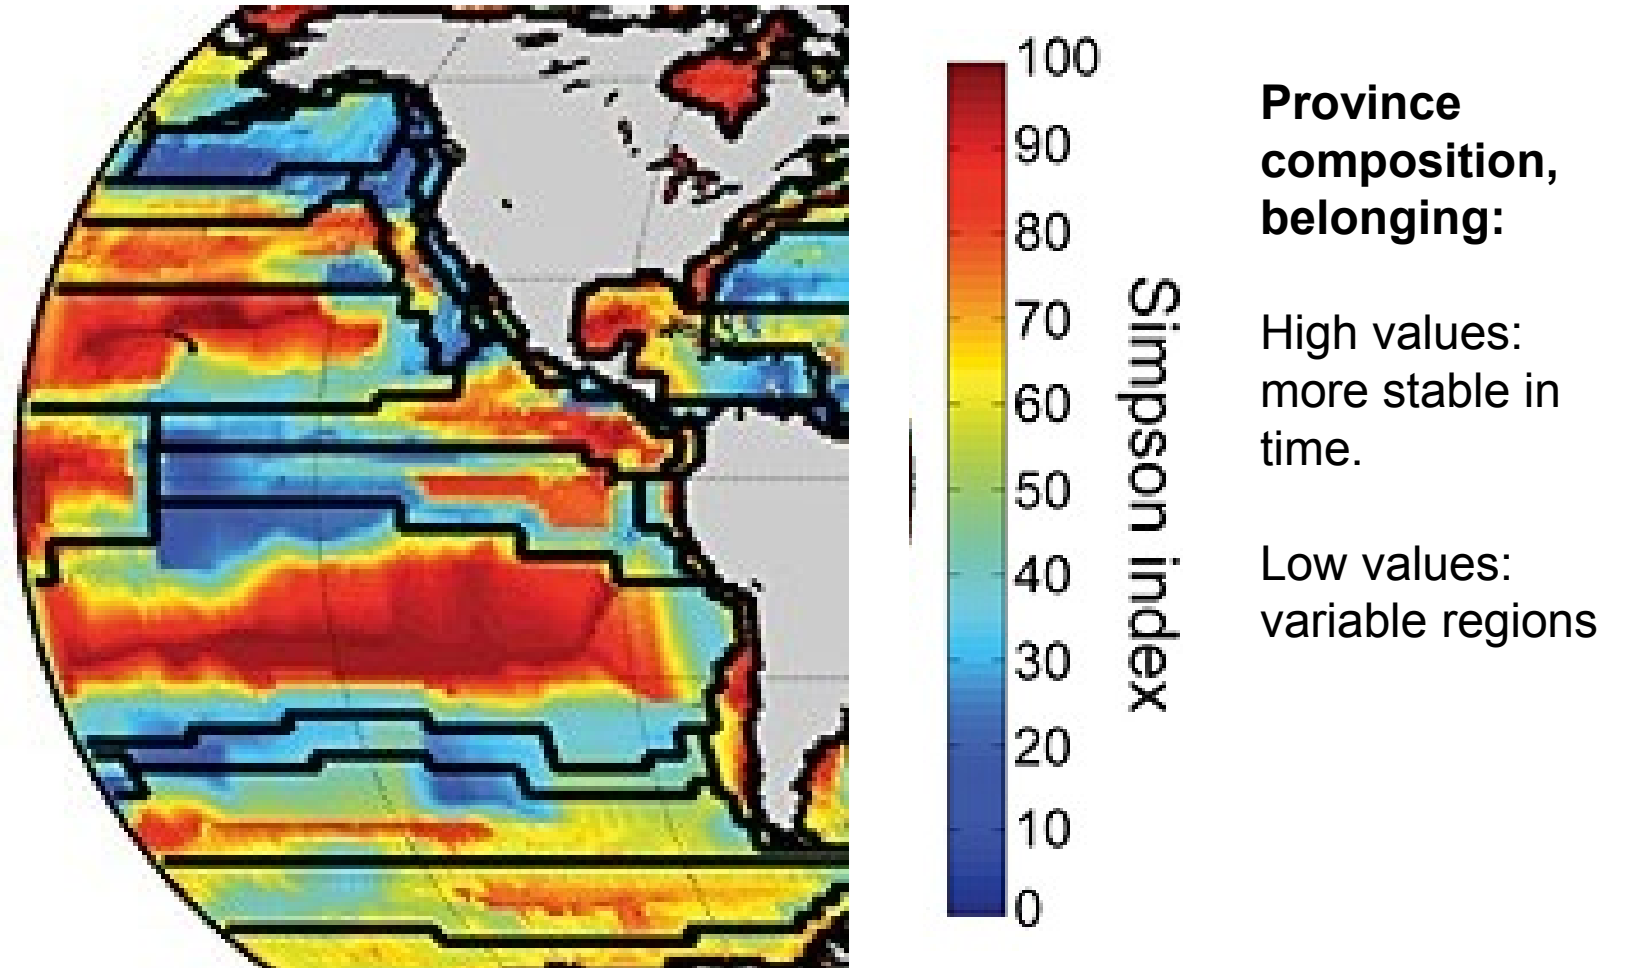 100
90
80
70
60
50
40
30
20
10
0
Simpson index
Province
composition,
belonging:
High values:
more stable in
time.
Low values:
variable regions